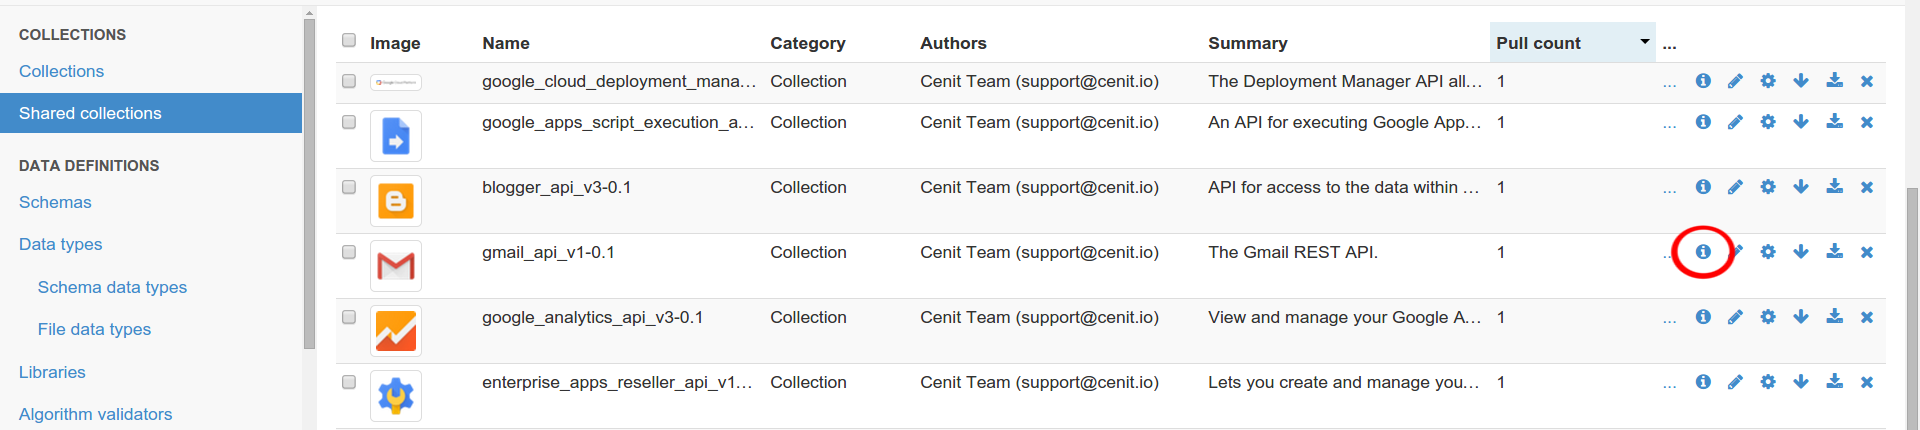 COLLECTIONS
Collections
Shared collections
DATA DEFINITIONS
Schemas
Data types
Schema data types
File data types
Libraries
Algorithm validators
Image Name Category Authors Summary Pull count ...
google_cloud_deployment_mana... Collection Cenit Team (support@cenit.io) The Deployment Manager API all... 1 ...
google_apps_script_execution_a... Collection Cenit Team (support@cenit.io) An API for executing Google App... 1 ...
blogger_api_v3-0.1 Collection Cenit Team (support@cenit.io) API for access to the data within ... 1 ...
gmail_api_v1-0.1 Collection Cenit Team (support@cenit.io) The Gmail REST API. 1 ...
google_analytics_api_v3-0.1 Collection Cenit Team (support@cenit.io) View and manage your Google A... 1 ...
enterprise_apps_reseller_api_v1... Collection Cenit Team (support@cenit.io) Lets you create and manage you... 1 ...